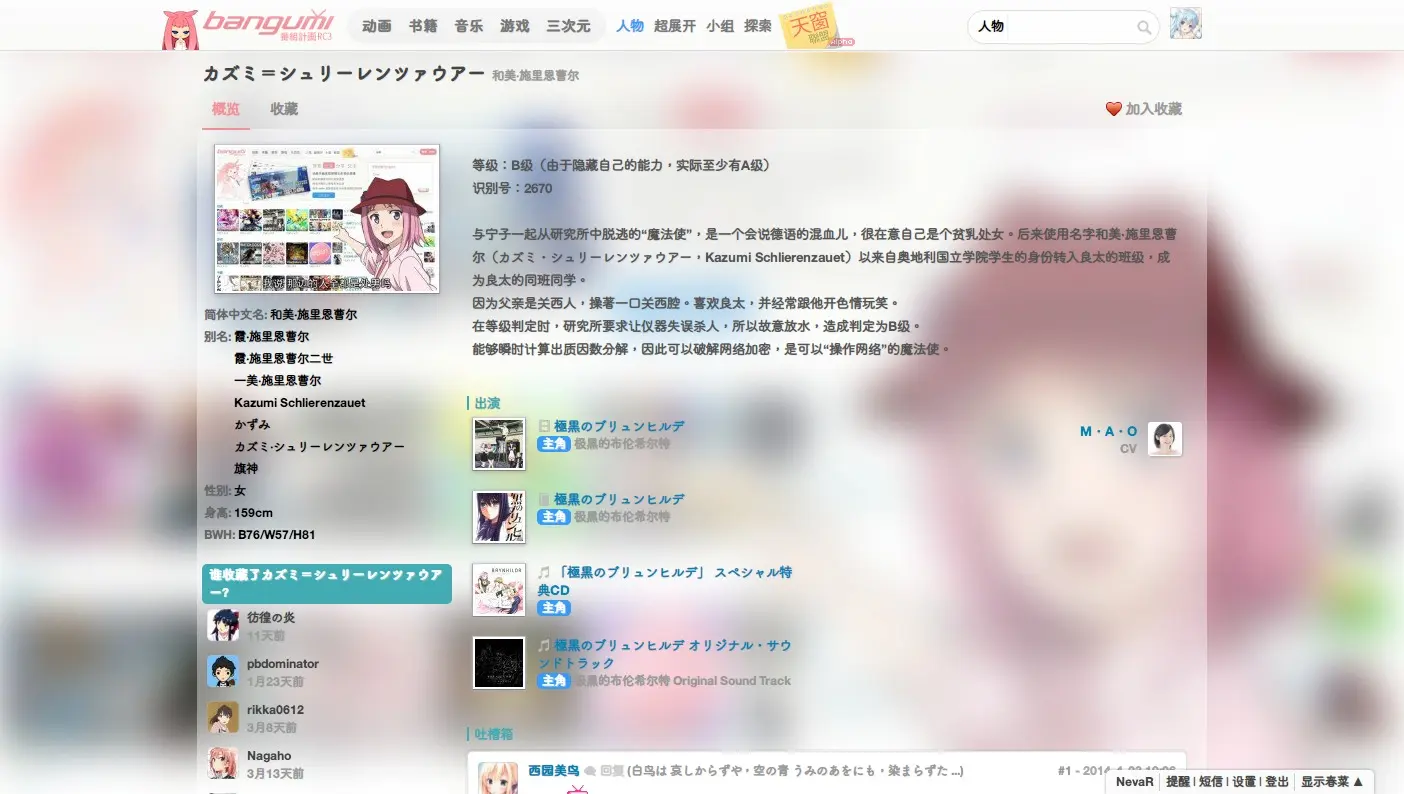 bangumi
番組計画RC3
动画 书籍 音乐 游戏 三次元 人物 超展开 小组 探索
天窗
聯盟
Alpha
人物
カズミ＝シュリーレンツァウアー 和美·施里恩曹尔
概览 收藏
加入收藏
简体中文名: 和美·施里恩曹尔
别名: 霞·施里恩曹尔
霞·施里恩曹尔二世
一美·施里恩曹尔
Kazumi Schlierenzauet
かずみ
カズミ·シュリーレンツァウアー
旗神
性别: 女
身高: 159cm
BWH: B76/W57/H81
谁收藏了カズミ＝シュリーレンツァウア
ー?
彷徨の炎
11天前
pbdominator
1月23天前
rikka0612
3月8天前
Nagaho
3月13天前
等级：B级（由于隐藏自己的能力，实际至少有A级）
识别号：2670
与宁子一起从研究所中脱逃的“魔法使”，是一个会说德语的混血儿，很在意自己是个贫乳处女。后来使用名字和美·施里恩曹
尔（カズミ・シュリーレンツァウアー，Kazumi Schlierenzauet）以来自奥地利国立学院学生的身份转入良太的班级，成
为良太的同班同学。
因为父亲是关西人，操著一口关西腔。喜欢良太，并经常跟他开色情玩笑。
在等级判定时，研究所要求让仪器失误杀人，所以故意放水，造成判定为B级。
能够瞬时计算出质因数分解，因此可以破解网络加密，是可以“操作网络”的魔法使。
出演
極黒のブリュンヒルデ
主角 极黑的布伦希尔特
M・A・O
CV
極黒のブリュンヒルデ
主角 极黑的布伦希尔特
「極黒のブリュンヒルデ」 スペシャル特
典CD
主角
極黒のブリュンヒルデ オリジナル・サウ
ンドトラック
主角 极黑的布伦希尔特 Original Sound Track
吐槽箱
西园美鸟 回复 (白鸟は 哀しからずや・空の青 うみのあをにも・染まらずた ...)
#1 - 2014
NevaR 提醒 | 短信 | 设置 | 登出 显示春菜 ▲